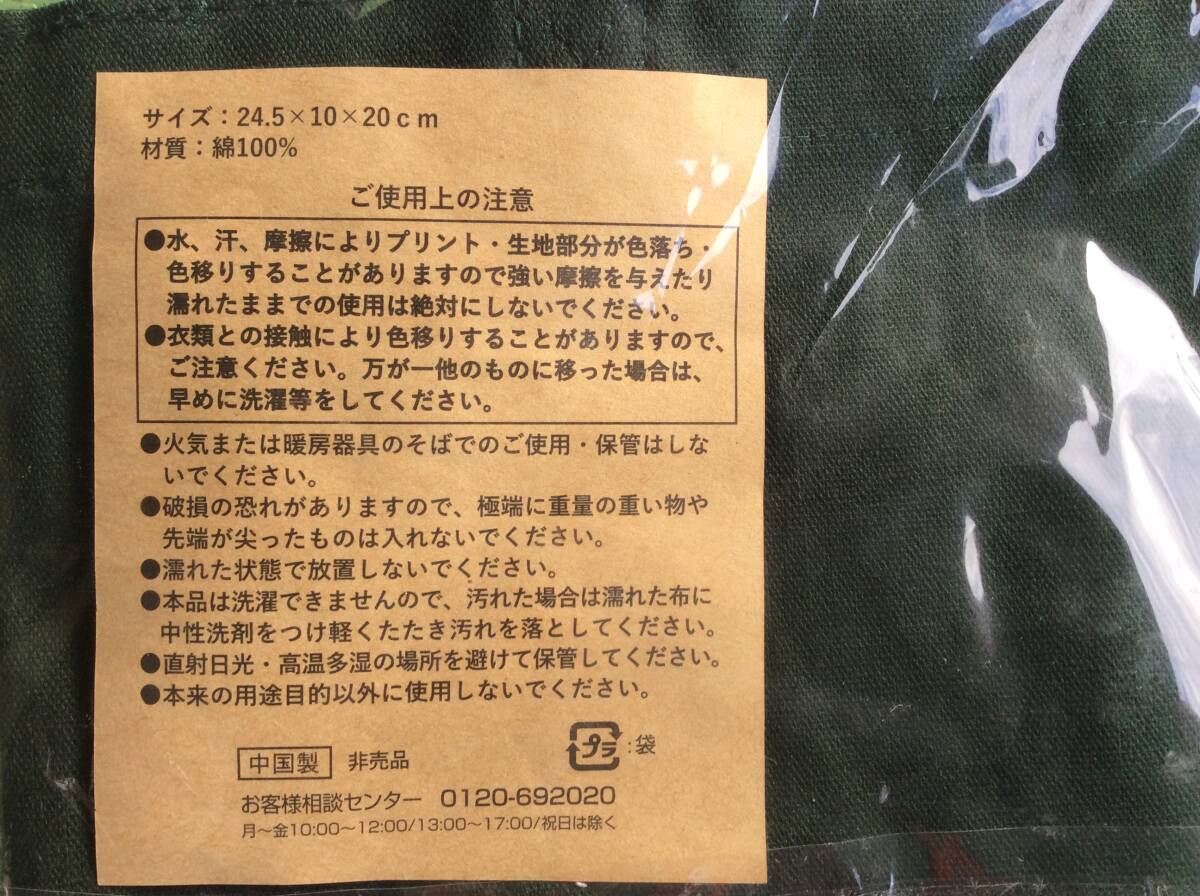 サイズ：24.5×10×20ｃｍ
材質：綿100%
ご使用上の注意
●水、汗、摩擦によりプリント・生地部分が色落ち・
色移りすることがありますので強い摩擦を与えたり
濡れたままでの使用は絶対にしないでください。
●衣類との接触により色移りすることがありますので、
ご注意ください。万が一他のものに移った場合は、
早めに洗濯等をしてください。
●火気または暖房器具のそばでのご使用・保管はしな
いでください。
●破損の恐れがありますので、極端に重量の重い物や
先端が尖ったものは入れないでください。
●濡れた状態で放置しないでください。
●本品は洗濯できませんので、汚れた場合は濡れた布に
中性洗剤をつけ軽くたたき汚れを落としてください。
●直射日光・高温多湿の場所を避けて保管してください。
●本来の用途目的以外に使用しないでください。
中国製 非売品 プラ :袋
お客様相談センター 0120-692020
月～金10:00～12:00/13:00～17:00/祝日は除く